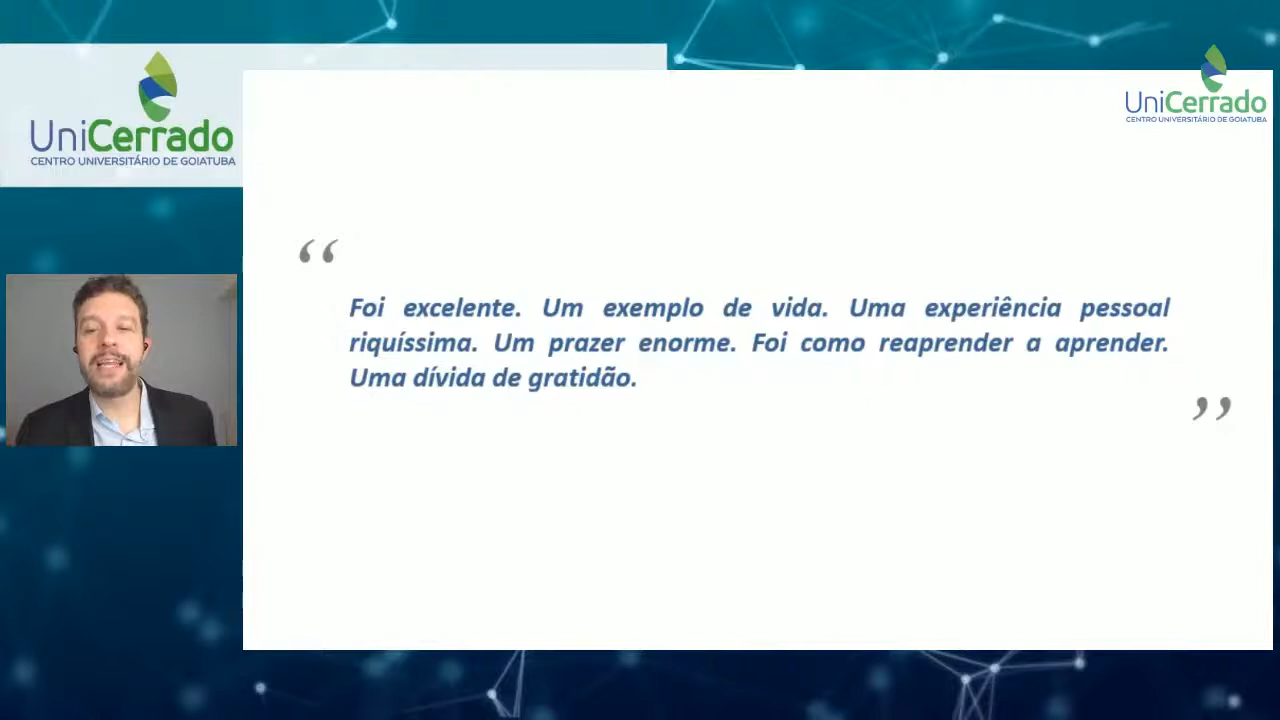 UniCerrado
CENTRO UNIVERSITÁRIO DE GOIATUBA
UniCerrado
CENTRO UNIVERSITÁRIO DE GOIATUBA
“
Foi excelente. Um exemplo de vida. Uma experiência pessoal
riquíssima. Um prazer enorme. Foi como reaprender a aprender.
Uma dívida de gratidão.
”